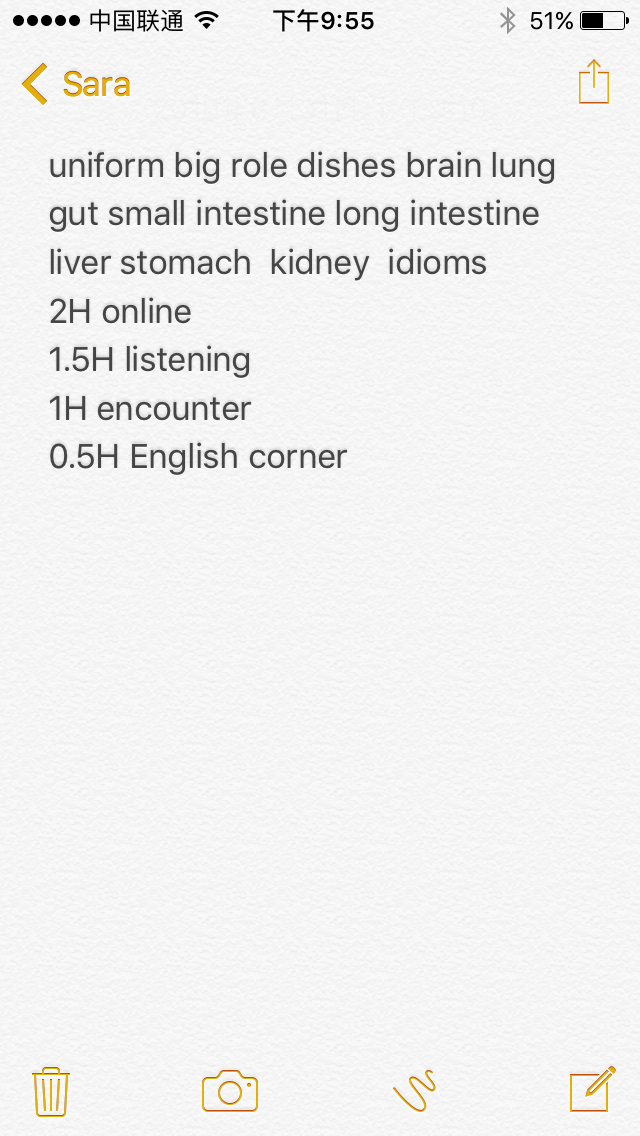 中国联通 下午9:55 51%
Sara
uniform big role dishes brain lung
gut small intestine long intestine
liver stomach  kidney  idioms
2H online
1.5H listening
1H encounter
0.5H English corner